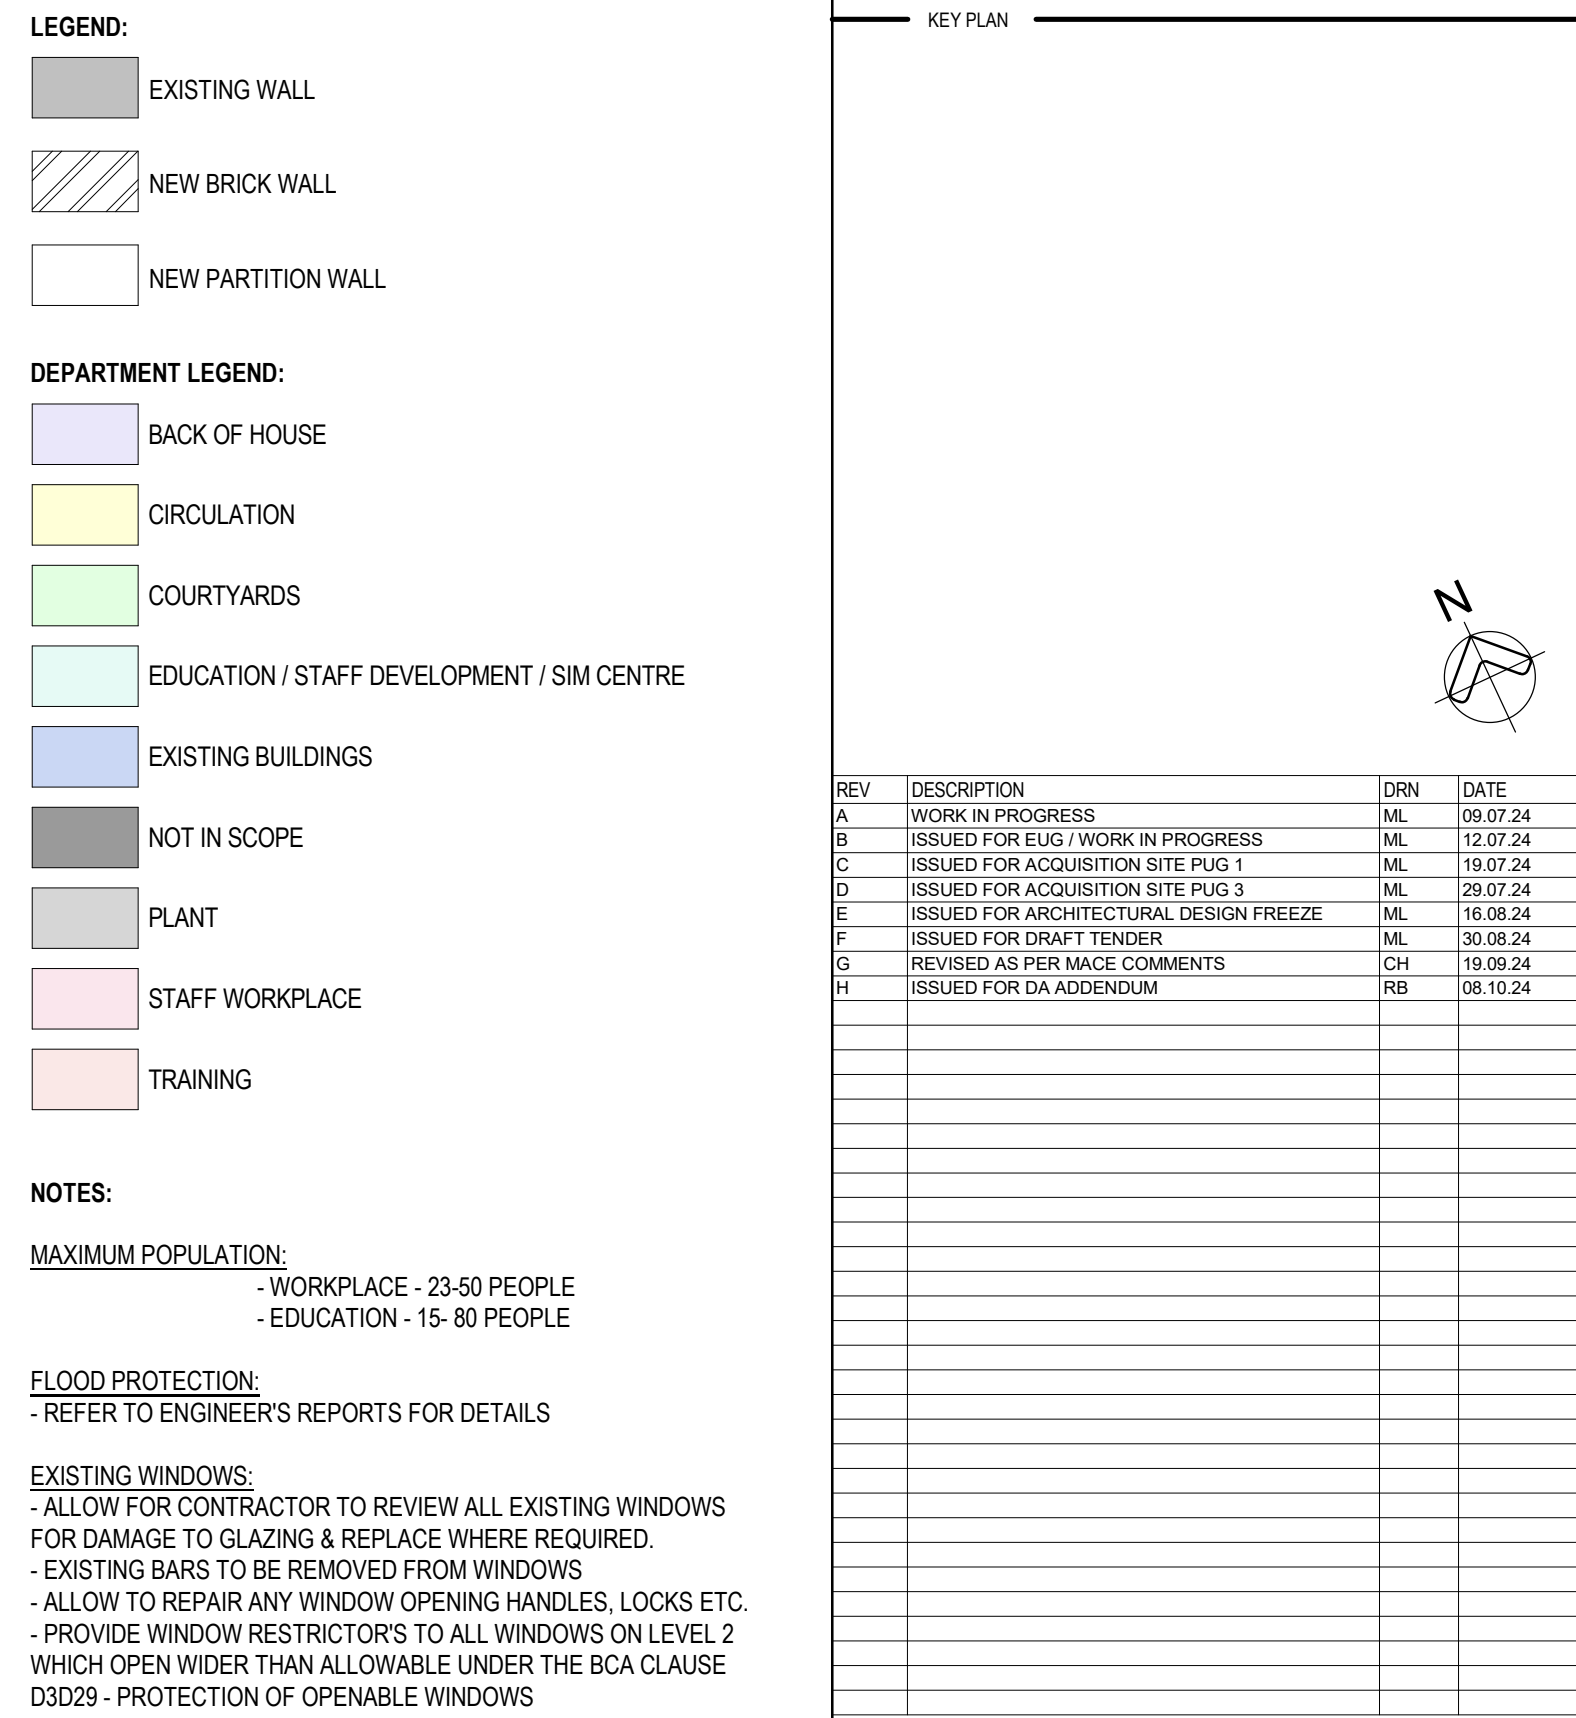 LEGEND:
EXISTING WALL
NEW BRICK WALL
NEW PARTITION WALL
DEPARTMENT LEGEND:
BACK OF HOUSE
CIRCULATION
COURTYARDS
EDUCATION / STAFF DEVELOPMENT / SIM CENTRE
EXISTING BUILDINGS
NOT IN SCOPE
PLANT
STAFF WORKPLACE
TRAINING
NOTES:
MAXIMUM POPULATION:
- WORKPLACE - 23-50 PEOPLE
- EDUCATION - 15- 80 PEOPLE
FLOOD PROTECTION:
- REFER TO ENGINEER'S REPORTS FOR DETAILS
EXISTING WINDOWS:
- ALLOW FOR CONTRACTOR TO REVIEW ALL EXISTING WINDOWS
FOR DAMAGE TO GLAZING & REPLACE WHERE REQUIRED.
- EXISTING BARS TO BE REMOVED FROM WINDOWS
- ALLOW TO REPAIR ANY WINDOW OPENING HANDLES, LOCKS ETC.
- PROVIDE WINDOW RESTRICTOR'S TO ALL WINDOWS ON LEVEL 2
WHICH OPEN WIDER THAN ALLOWABLE UNDER THE BCA CLAUSE
D3D29 - PROTECTION OF OPENABLE WINDOWS
KEY PLAN
N
REV DESCRIPTION DRN DATE
A WORK IN PROGRESS ML 09.07.24
B ISSUED FOR EUG / WORK IN PROGRESS ML 12.07.24
C ISSUED FOR ACQUISITION SITE PUG 1 ML 19.07.24
D ISSUED FOR ACQUISITION SITE PUG 3 ML 29.07.24
E ISSUED FOR ARCHITECTURAL DESIGN FREEZE ML 16.08.24
F ISSUED FOR DRAFT TENDER ML 30.08.24
G REVISED AS PER MACE COMMENTS CH 19.09.24
H ISSUED FOR DA ADDENDUM RB 08.10.24